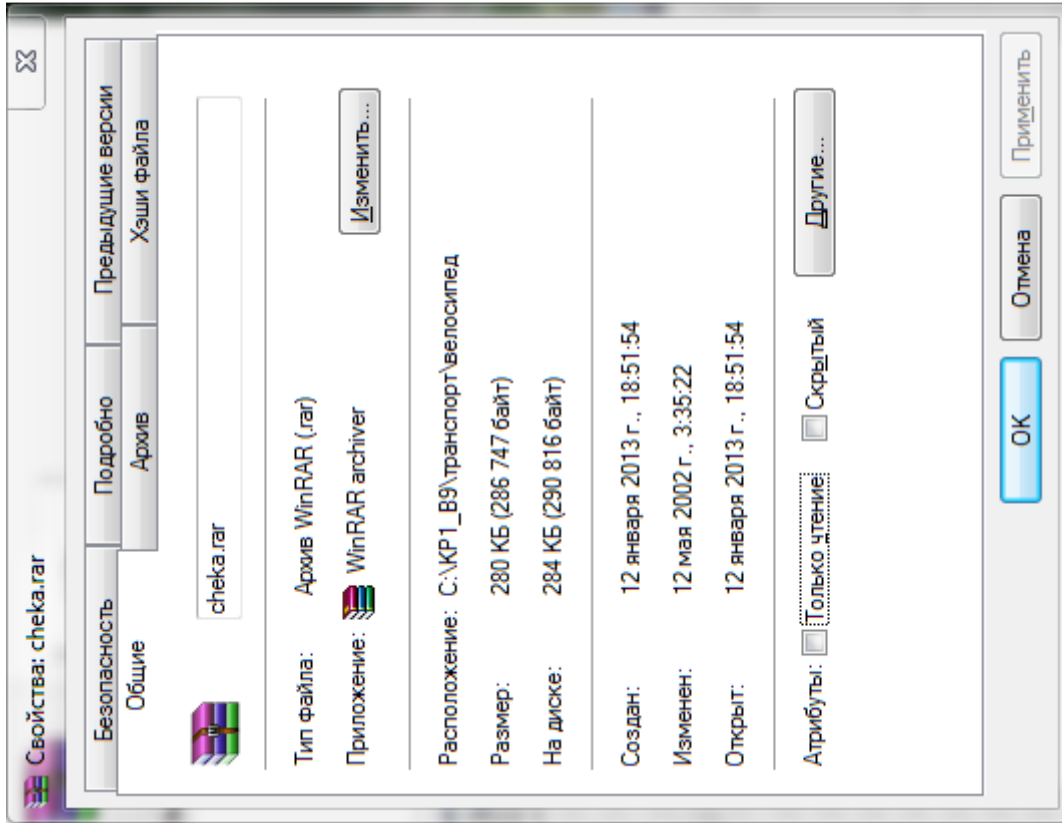 Свойства: cheka.rar
Безопасность Подробно Предыдущие версии
Общие Архив Хэши файла
cheka.rar
Тип файла: Архив WinRAR (.rar)
Приложение: WinRAR archiver Изменить...
Расположение: C:\KP1_B9\транспорт\велосипед
Размер: 280 КБ (286 747 байт)
На диске: 284 КБ (290 816 байт)
Создан: 12 января 2013 г., 18:51:54
Изменен: 12 мая 2002 г., 3:35:22
Открыт: 12 января 2013 г., 18:51:54
Атрибуты: Только чтение Скрытый Другие...
ОК Отмена Применить